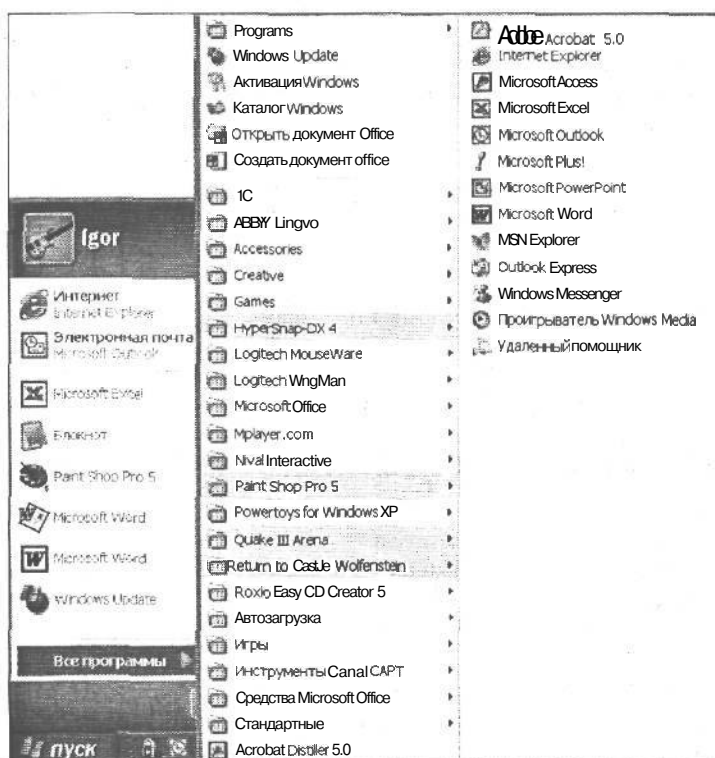 Igor
Интернет
Internet Explorer
Электронная почта
Microsoft Outlook
Microsoft Excel
Блокнот
Paint Shop Pro 5
Microsoft Word
Microsoft Word
Windows Update
Все программы
пуск
Programs
Windows Update
Активация Windows
Каталог Windows
Открыть документ Office
Создать документ office
1C
ABBYY Lingvo
Accessories
Creative
Games
HyperSnap-DX 4
Logitech MouseWare
Logitech WngMan
Microsoft Office
Mplayer.com
Nival Interactive
Paint Shop Pro 5
Powertoys for Windows XP
Quake III Arena
Return to Castle Wolfenstein
Roxio Easy CD Creator 5
Автозагрузка
Игры
Инструменты Canal CAPT
Средства Microsoft Office
Стандартные
Acrobat Distiller 5.0
Adobe Acrobat 5.0
Internet Explorer
Microsoft Access
Microsoft Excel
Microsoft Outlook
Microsoft Plus!
Microsoft PowerPoint
Microsoft Word
MSN Explorer
Outlook Express
Windows Messenger
Проигрыватель Windows Media
Удаленный помощник